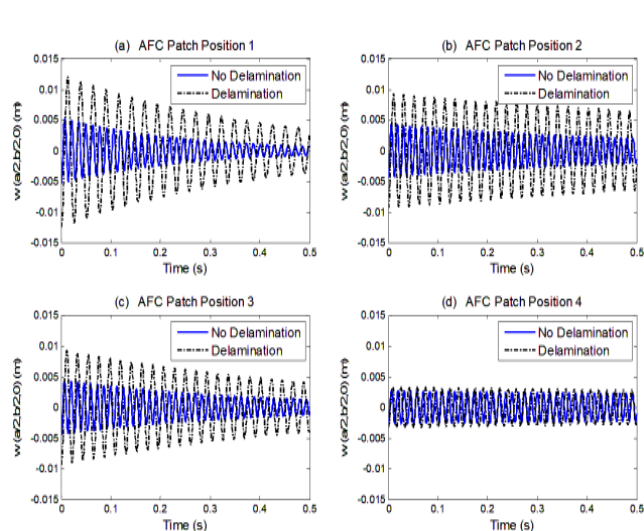 (a) AFC Patch Position 1
0.015
0.01
0.005
0
-0.005
-0.01
-0.015
w(a/2,b/2,0) (m)
No Delamination
Delamination
0 0.1 0.2 0.3 0.4 0.5
Time (s)
(b) AFC Patch Position 2
0.015
0.01
0.005
0
-0.005
-0.01
-0.015
w(a/2,b/2,0) (m)
No Delamination
Delamination
0 0.1 0.2 0.3 0.4 0.5
Time (s)
(c) AFC Patch Position 3
0.015
0.01
0.005
0
-0.005
-0.01
-0.015
w(a/2,b/2,0) (m)
No Delamination
Delamination
0 0.1 0.2 0.3 0.4 0.5
Time (s)
(d) AFC Patch Position 4
0.015
0.01
0.005
0
-0.005
-0.01
-0.015
w(a/2,b/2,0) (m)
No Delamination
Delamination
0 0.1 0.2 0.3 0.4 0.5
Time (s)